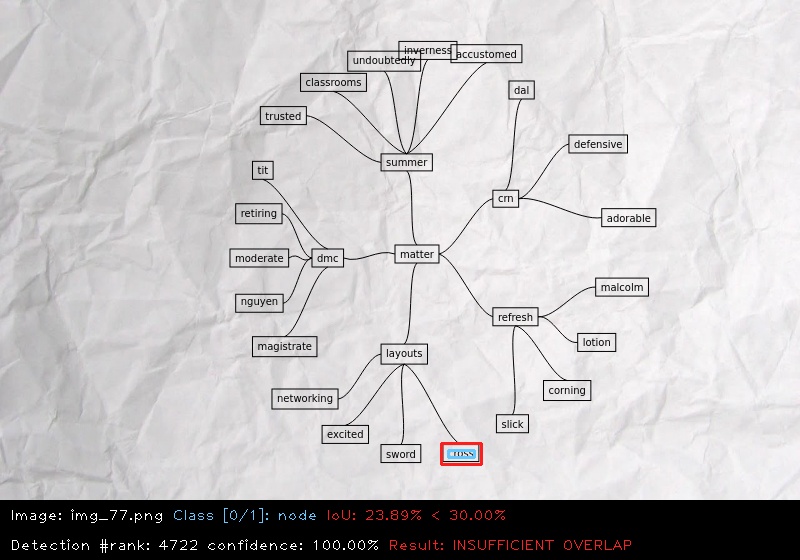 inverness
undoubtedly
accustomed
classrooms
dal
trusted
defensive
summer
tit
crn
retiring
adorable
matter
moderate
dmc
malcolm
nguyen
refresh
lotion
magistrate
layouts
corning
networking
slick
excited
sword
Image: img_77.png Class [0/1]: node IoU: 23.89% < 30.00%
Detection #rank: 4722 confidence: 100.00% Result: INSUFFICIENT OVERLAP